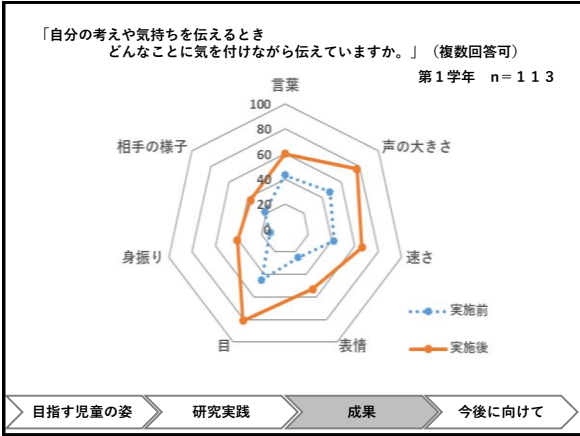 「自分の考えや気持ちを伝えるとき
どんなことに気を付けながら伝えていますか。」（複数回答可）
第１学年　n＝１１３
言葉
100
80
60
40
20
0
声の大きさ
相手の様子
速さ
身振り
表情
目
実施前
実施後
目指す児童の姿
研究実践
成果
今後に向けて